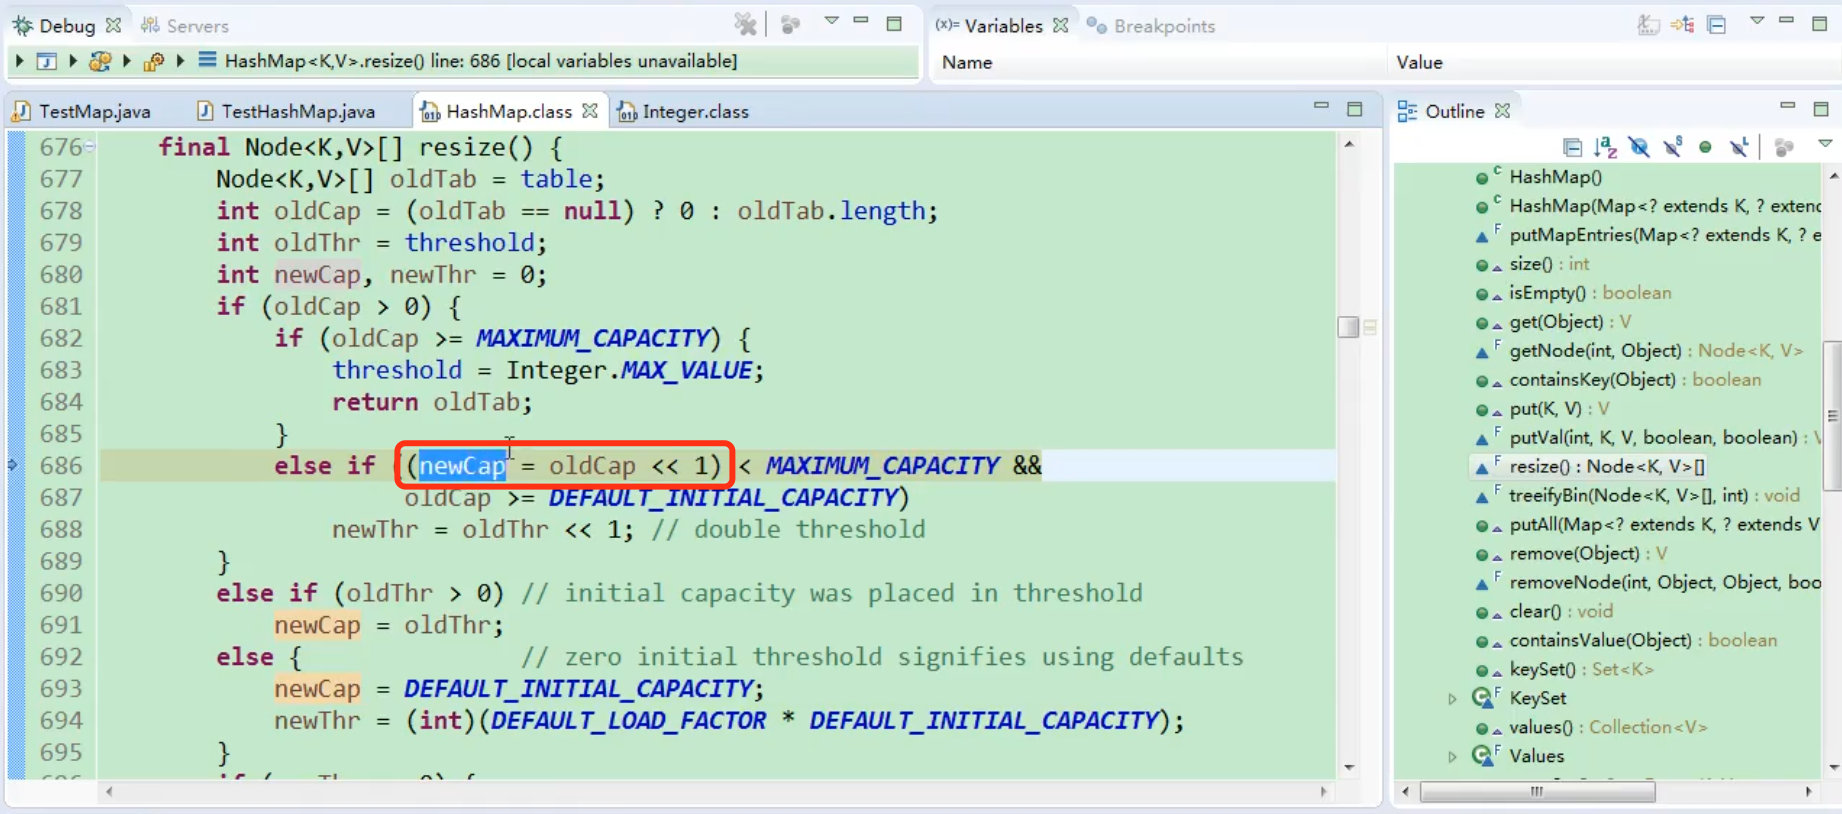 Debug
Servers
HashMap<K,V>.resize() line: 686 [local variables unavailable]
(x)= Variables
Breakpoints
Name
Value
TestMap.java
TestHashMap.java
HashMap.class
Integer.class
676 final Node<K,V>[] resize() {
677 Node<K,V>[] oldTab = table;
678 int oldCap = (oldTab == null) ? 0 : oldTab.length;
679 int oldThr = threshold;
680 int newCap, newThr = 0;
681 if (oldCap > 0) {
682 if (oldCap >= MAXIMUM_CAPACITY) {
683 threshold = Integer.MAX_VALUE;
684 return oldTab;
685 }
686 else if ((newCap = oldCap << 1) < MAXIMUM_CAPACITY &&
687 oldCap >= DEFAULT_INITIAL_CAPACITY)
688 newThr = oldThr << 1; // double threshold
689 }
690 else if (oldThr > 0) // initial capacity was placed in threshold
691 newCap = oldThr;
692 else { // zero initial threshold signifies using defaults
693 newCap = DEFAULT_INITIAL_CAPACITY;
694 newThr = (int)(DEFAULT_LOAD_FACTOR * DEFAULT_INITIAL_CAPACITY);
695 }
Outline
HashMap()
HashMap(Map<? extends K, ? extend
putMapEntries(Map<? extends K, ? e
size() : int
isEmpty() : boolean
get(Object) : V
getNode(int, Object) : Node<K, V>
containsKey(Object) : boolean
put(K, V) : V
putVal(int, K, V, boolean, boolean) : V
resize() : Node<K, V>[]
treeifyBin(Node<K, V>[], int) : void
putAll(Map<? extends K, ? extends V
remove(Object) : V
removeNode(int, Object, Object, boo
clear() : void
containsValue(Object) : boolean
keySet() : Set<K>
KeySet
values() : Collection<V>
Values